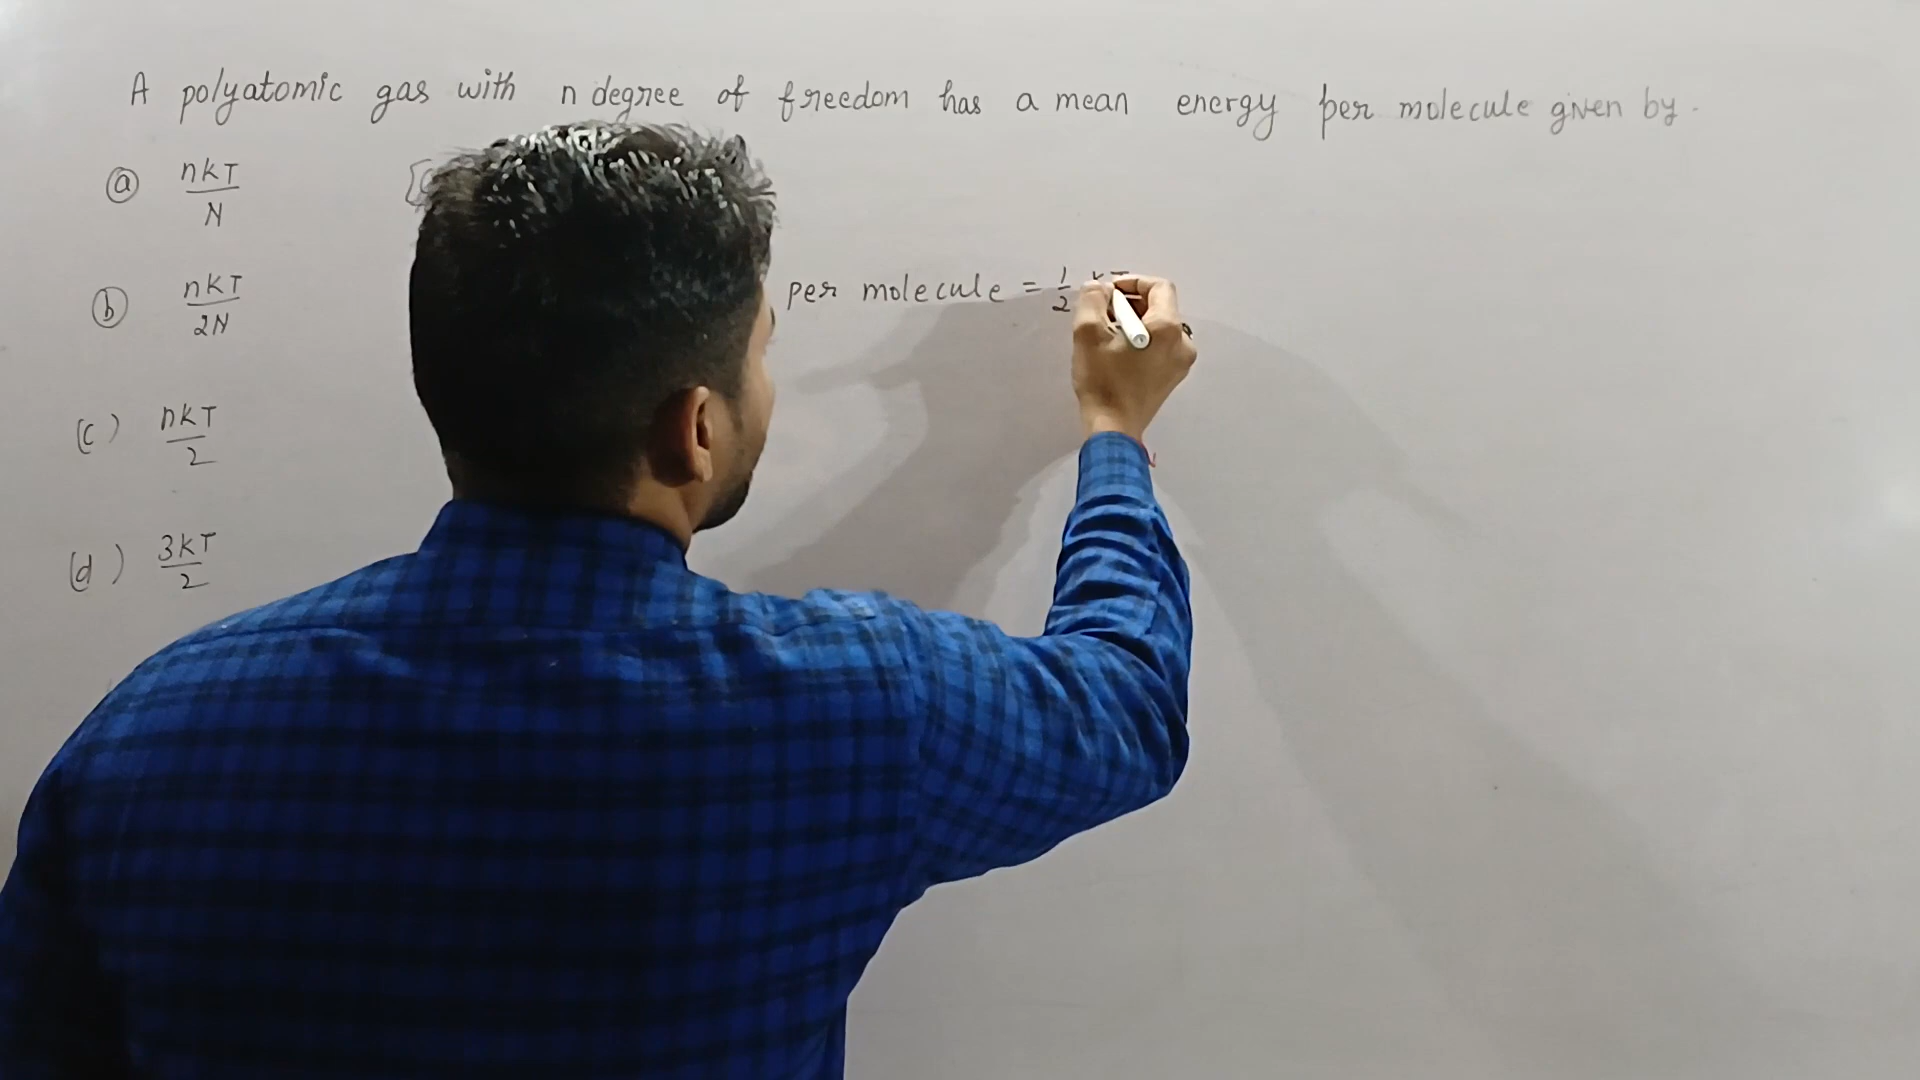 A polyatomic gas with n degree of freedom has a mean energy per molecule given by.
(a) nkT/N
(b) nkT/2N
per molecule = 1/2 kT
(c) nkT/2
(d) 3kT/2